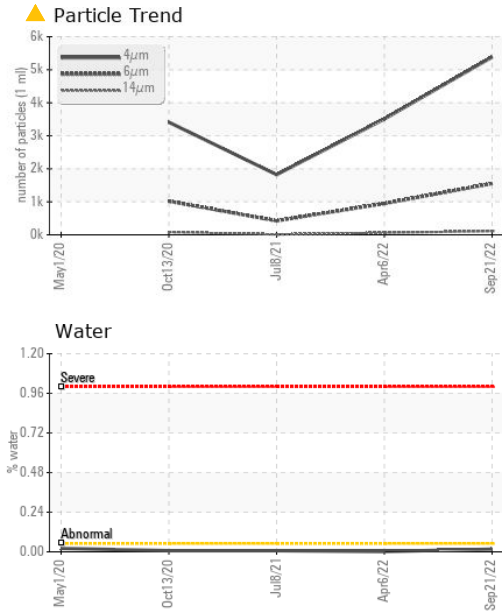 Particle Trend
number of particles (1 ml)
6k
5k
4k
3k
2k
1k
0k
4μm
6μm
14μm
May1/20
Oct13/20
Jul8/21
Apr6/22
Sep21/22
Water
% water
1.20
0.96
0.72
0.48
0.24
0.00
Severe
Abnormal
May1/20
Oct13/20
Jul8/21
Apr6/22
Sep21/22